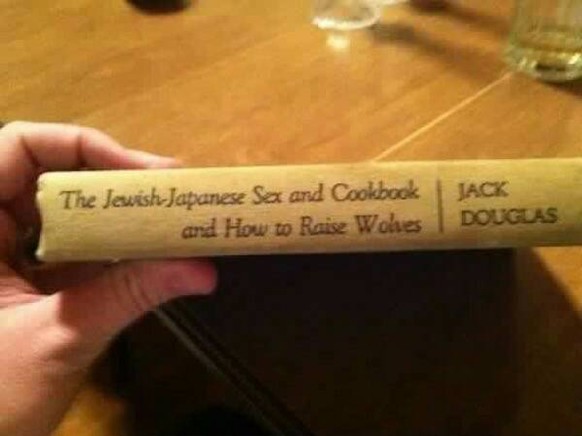 The Jewish-Japanese Sex and Cookbook
and How to Raise Wolves
JACK
DOUGLAS